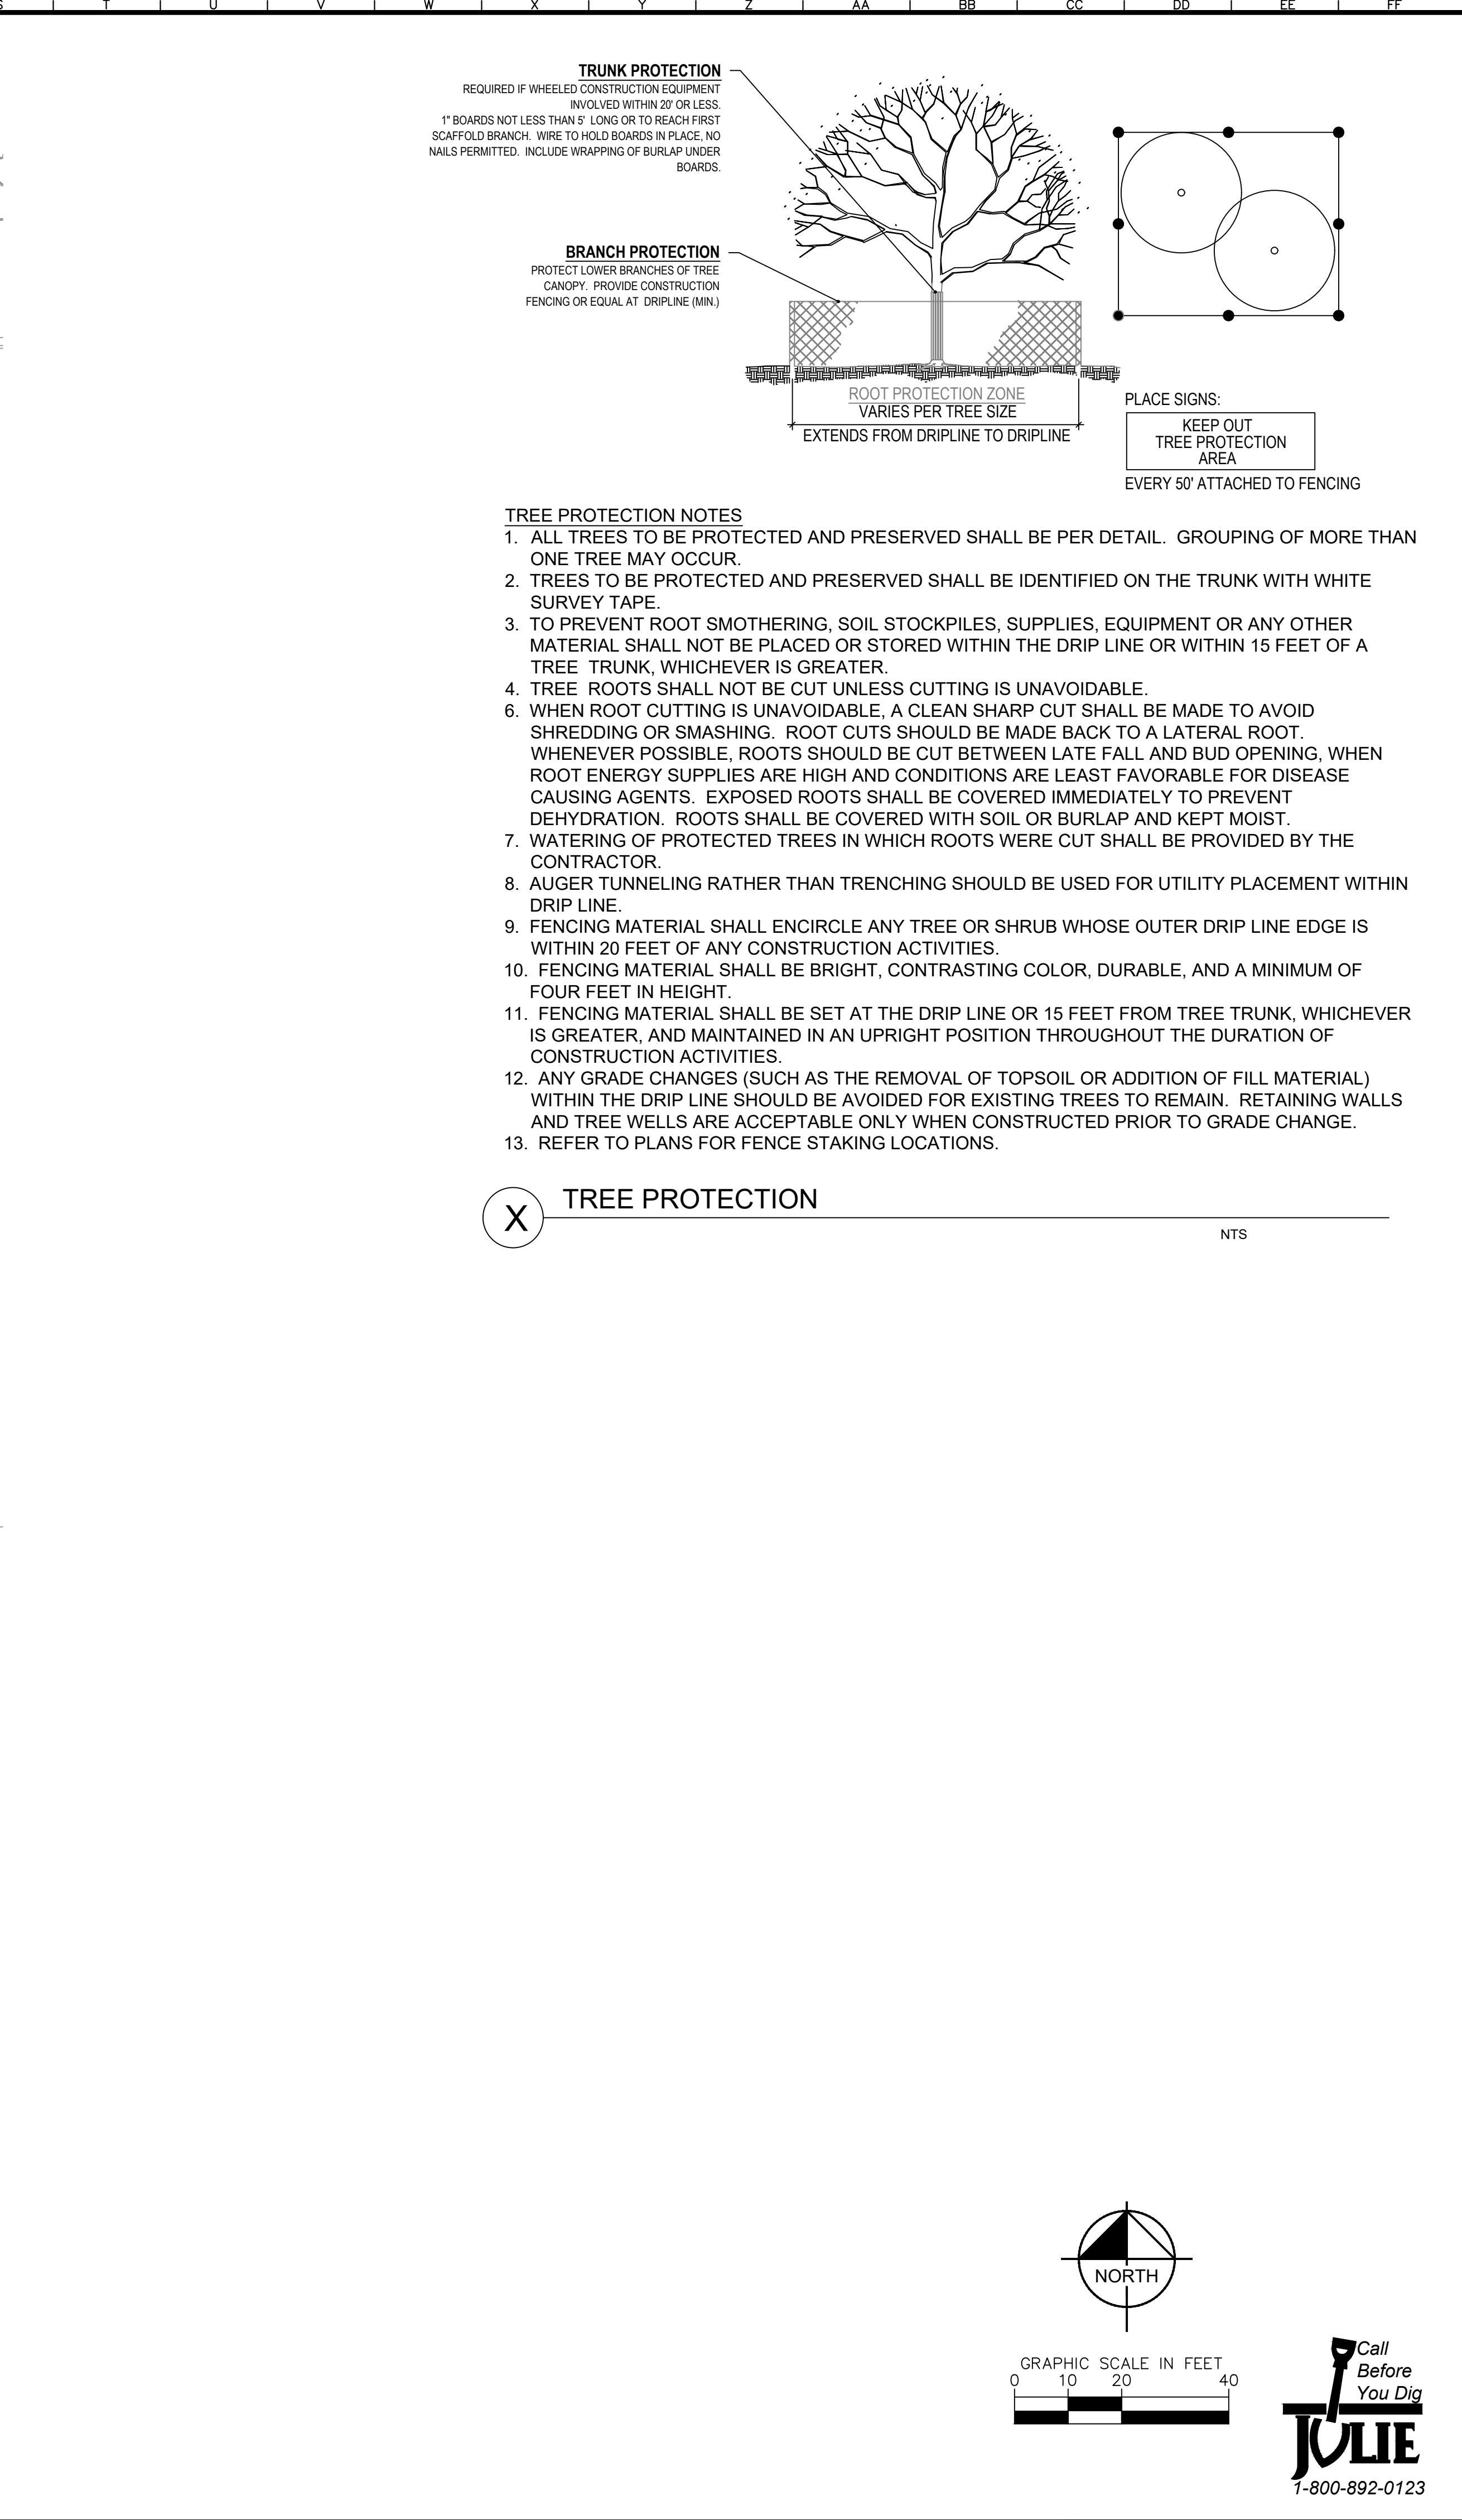 T U V W X Y Z AA BB CC DD EE FF
TRUNK PROTECTION
REQUIRED IF WHEELED CONSTRUCTION EQUIPMENT
INVOLVED WITHIN 20' OR LESS.
1" BOARDS NOT LESS THAN 5' LONG OR TO REACH FIRST
SCAFFOLD BRANCH. WIRE TO HOLD BOARDS IN PLACE, NO
NAILS PERMITTED. INCLUDE WRAPPING OF BURLAP UNDER
BOARDS.
BRANCH PROTECTION
PROTECT LOWER BRANCHES OF TREE
CANOPY. PROVIDE CONSTRUCTION
FENCING OR EQUAL AT DRIPLINE (MIN.)
ROOT PROTECTION ZONE
VARIES PER TREE SIZE
EXTENDS FROM DRIPLINE TO DRIPLINE
PLACE SIGNS:
KEEP OUT
TREE PROTECTION
AREA
EVERY 50' ATTACHED TO FENCING
TREE PROTECTION NOTES
1. ALL TREES TO BE PROTECTED AND PRESERVED SHALL BE PER DETAIL. GROUPING OF MORE THAN
ONE TREE MAY OCCUR.
2. TREES TO BE PROTECTED AND PRESERVED SHALL BE IDENTIFIED ON THE TRUNK WITH WHITE
SURVEY TAPE.
3. TO PREVENT ROOT SMOTHERING, SOIL STOCKPILES, SUPPLIES, EQUIPMENT OR ANY OTHER
MATERIAL SHALL NOT BE PLACED OR STORED WITHIN THE DRIP LINE OR WITHIN 15 FEET OF A
TREE TRUNK, WHICHEVER IS GREATER.
4. TREE ROOTS SHALL NOT BE CUT UNLESS CUTTING IS UNAVOIDABLE.
6. WHEN ROOT CUTTING IS UNAVOIDABLE, A CLEAN SHARP CUT SHALL BE MADE TO AVOID
SHREDDING OR SMASHING. ROOT CUTS SHOULD BE MADE BACK TO A LATERAL ROOT.
WHENEVER POSSIBLE, ROOTS SHOULD BE CUT BETWEEN LATE FALL AND BUD OPENING, WHEN
ROOT ENERGY SUPPLIES ARE HIGH AND CONDITIONS ARE LEAST FAVORABLE FOR DISEASE
CAUSING AGENTS. EXPOSED ROOTS SHALL BE COVERED IMMEDIATELY TO PREVENT
DEHYDRATION. ROOTS SHALL BE COVERED WITH SOIL OR BURLAP AND KEPT MOIST.
7. WATERING OF PROTECTED TREES IN WHICH ROOTS WERE CUT SHALL BE PROVIDED BY THE
CONTRACTOR.
8. AUGER TUNNELING RATHER THAN TRENCHING SHOULD BE USED FOR UTILITY PLACEMENT WITHIN
DRIP LINE.
9. FENCING MATERIAL SHALL ENCIRCLE ANY TREE OR SHRUB WHOSE OUTER DRIP LINE EDGE IS
WITHIN 20 FEET OF ANY CONSTRUCTION ACTIVITIES.
10. FENCING MATERIAL SHALL BE BRIGHT, CONTRASTING COLOR, DURABLE, AND A MINIMUM OF
FOUR FEET IN HEIGHT.
11. FENCING MATERIAL SHALL BE SET AT THE DRIP LINE OR 15 FEET FROM TREE TRUNK, WHICHEVER
IS GREATER, AND MAINTAINED IN AN UPRIGHT POSITION THROUGHOUT THE DURATION OF
CONSTRUCTION ACTIVITIES.
12. ANY GRADE CHANGES (SUCH AS THE REMOVAL OF TOPSOIL OR ADDITION OF FILL MATERIAL)
WITHIN THE DRIP LINE SHOULD BE AVOIDED FOR EXISTING TREES TO REMAIN. RETAINING WALLS
AND TREE WELLS ARE ACCEPTABLE ONLY WHEN CONSTRUCTED PRIOR TO GRADE CHANGE.
13. REFER TO PLANS FOR FENCE STAKING LOCATIONS.
X TREE PROTECTION
NTS
NORTH
GRAPHIC SCALE IN FEET
0 10 20 40
Call
Before
You Dig
JULIE
1-800-892-0123